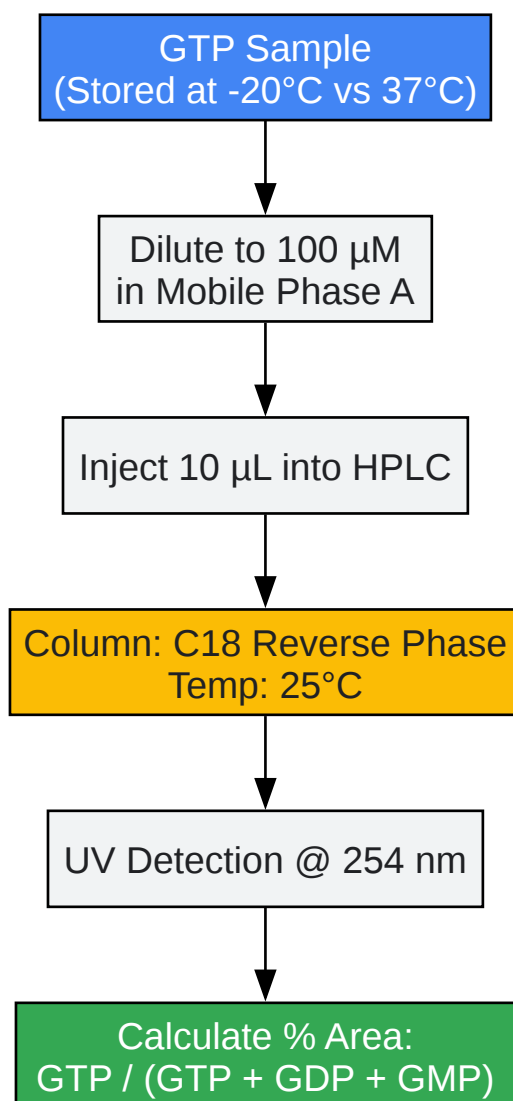 GTP Sample
(Stored at -20°C vs 37°C)
Dilute to 100 µM
in Mobile Phase A
Inject 10 µL into HPLC
Column: C18 Reverse Phase
Temp: 25°C
UV Detection @ 254 nm
Calculate % Area:
GTP / (GTP + GDP + GMP)